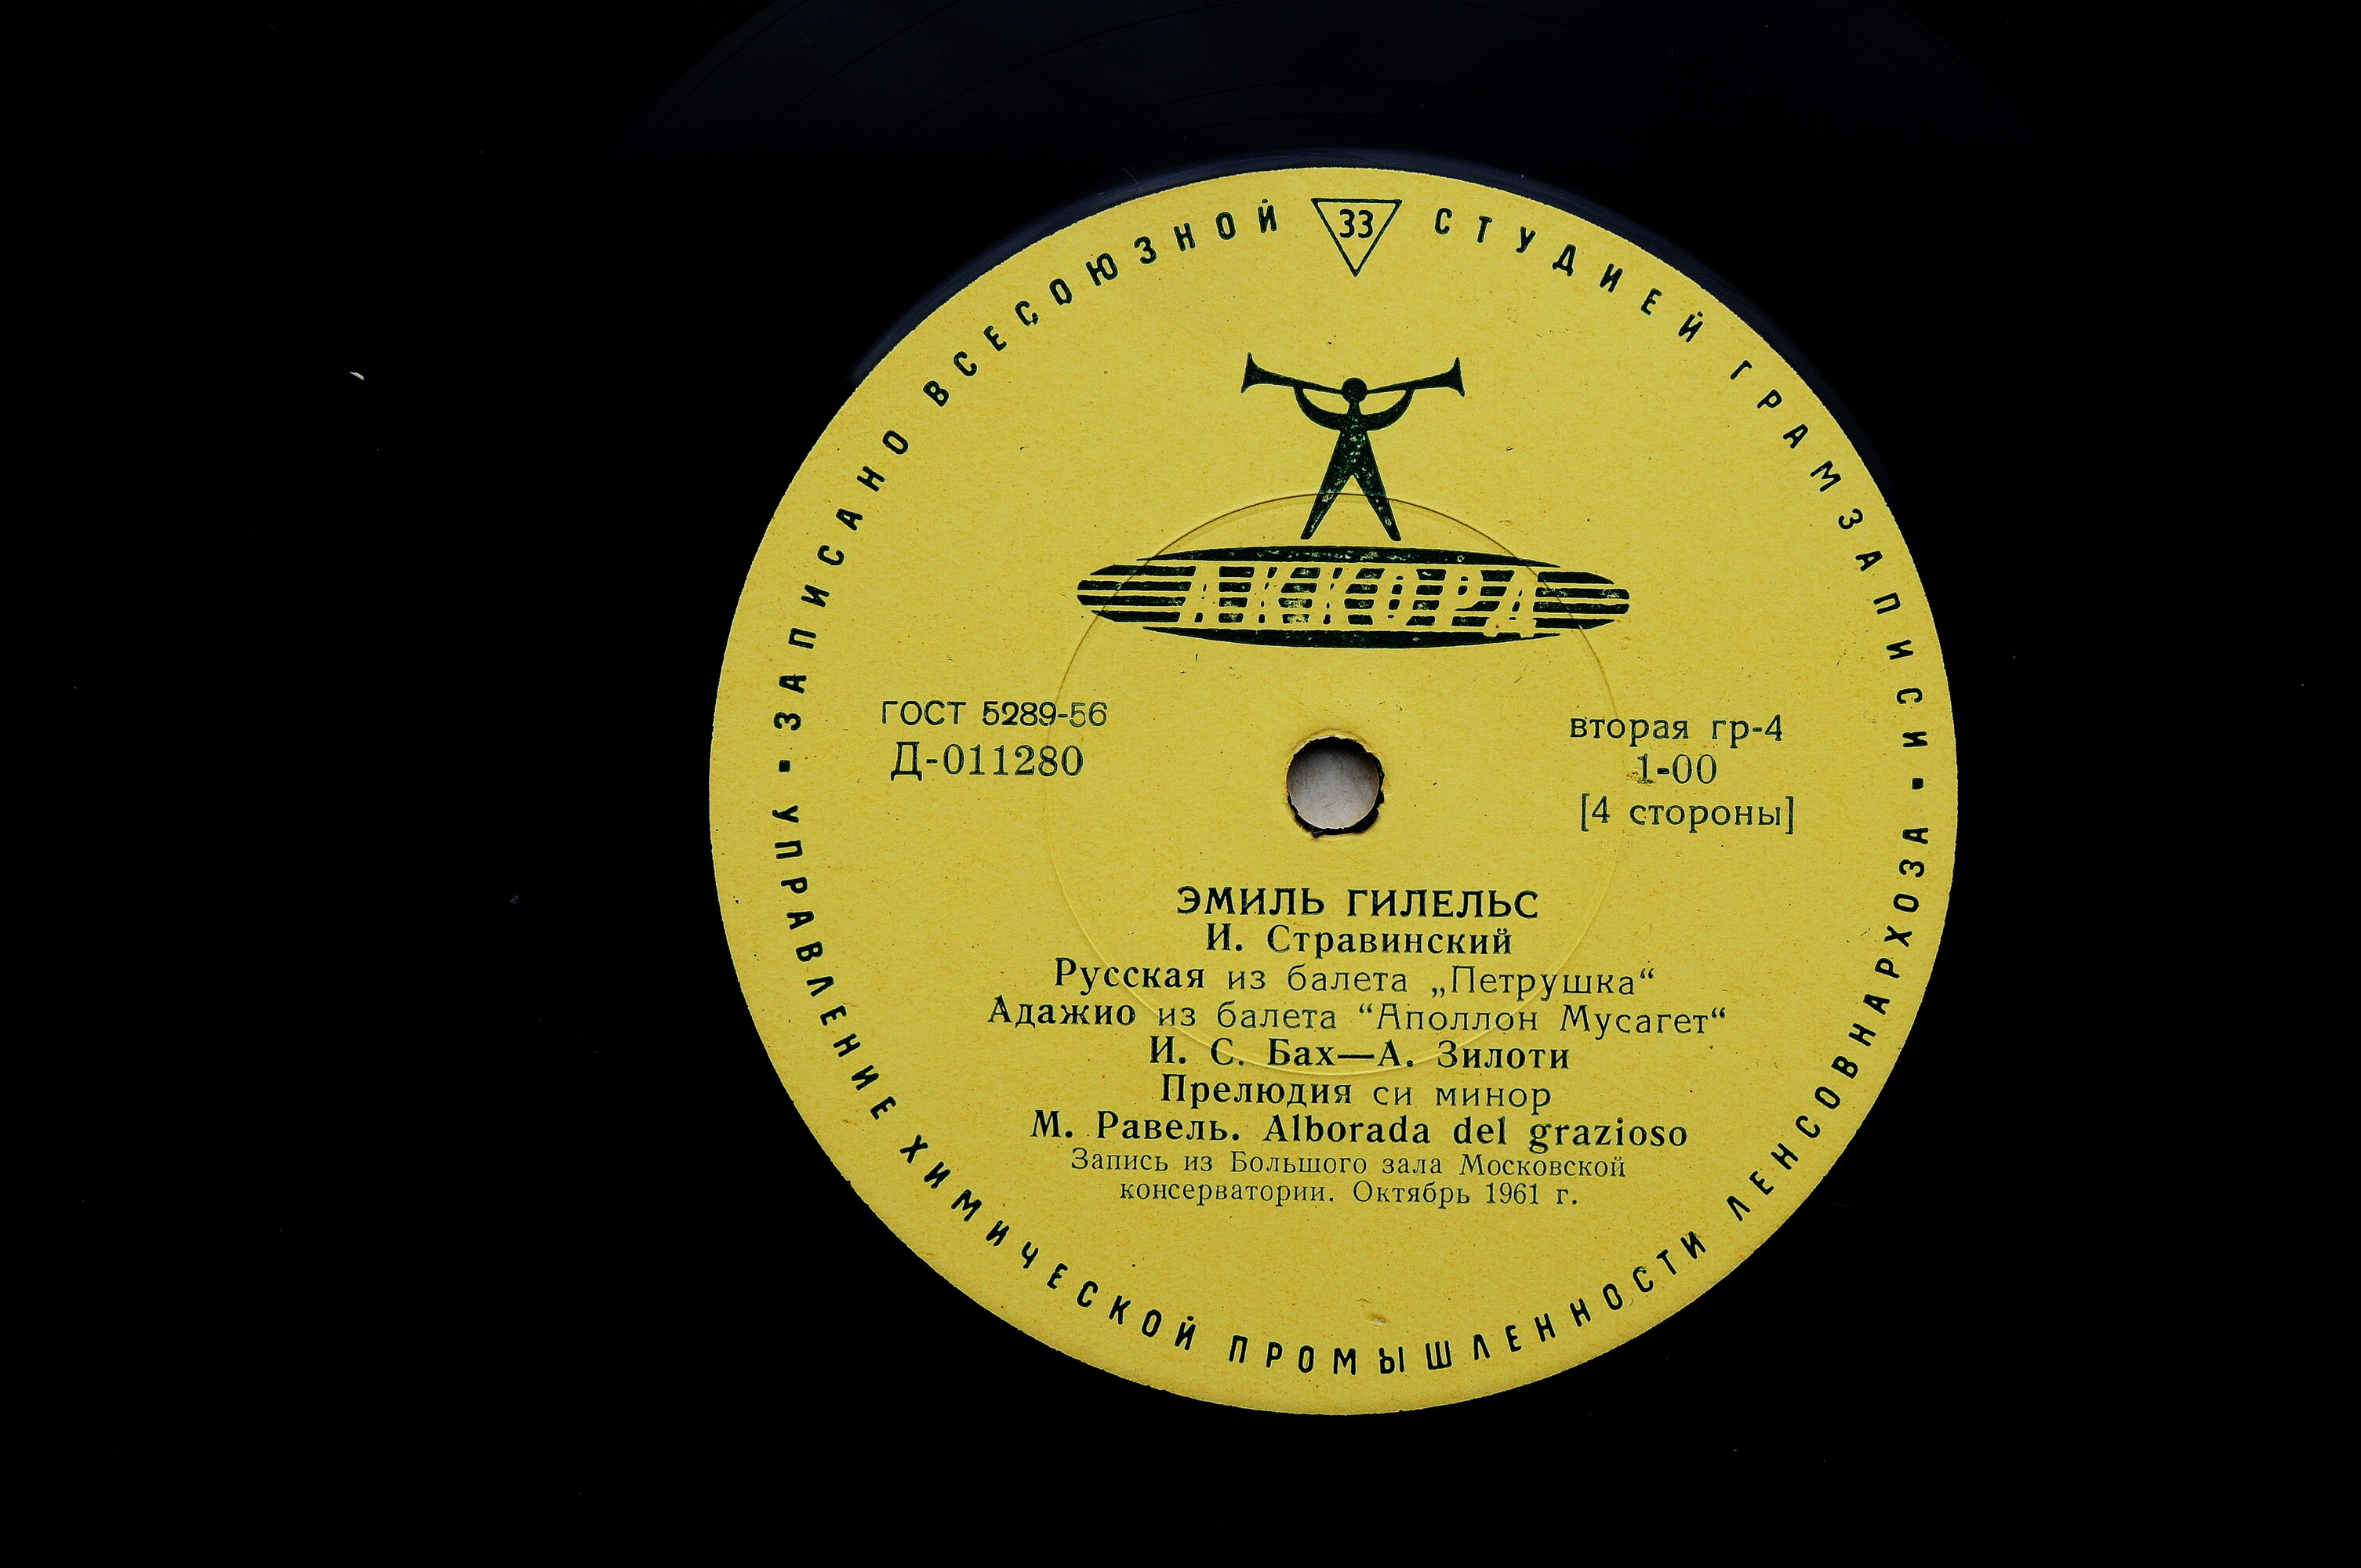 ЗАПИСАНО ВСЕСОЮЗНОЙ 33 СТУДИЕЙ ГРАМЗАПИСИ
АККОРД
ГОСТ 5289-56
Д-011280
вторая гр-4
1-00
[4 стороны]
ЭМИЛЬ ГИЛЕЛЬС
И. Стравинский
Русская из балета „Петрушка“
Адажио из балета “Аполлон Мусагет“
И. С. Бах—А. Зилоти
Прелюдия си минор
М. Равель. Alborada del grazioso
Запись из Большого зала Московской
консерватории. Октябрь 1961 г.
УПРАВЛЕНИЕ ХИМИЧЕСКОЙ ПРОМЫШЛЕННОСТИ ЛЕНСОВНАРХОЗА